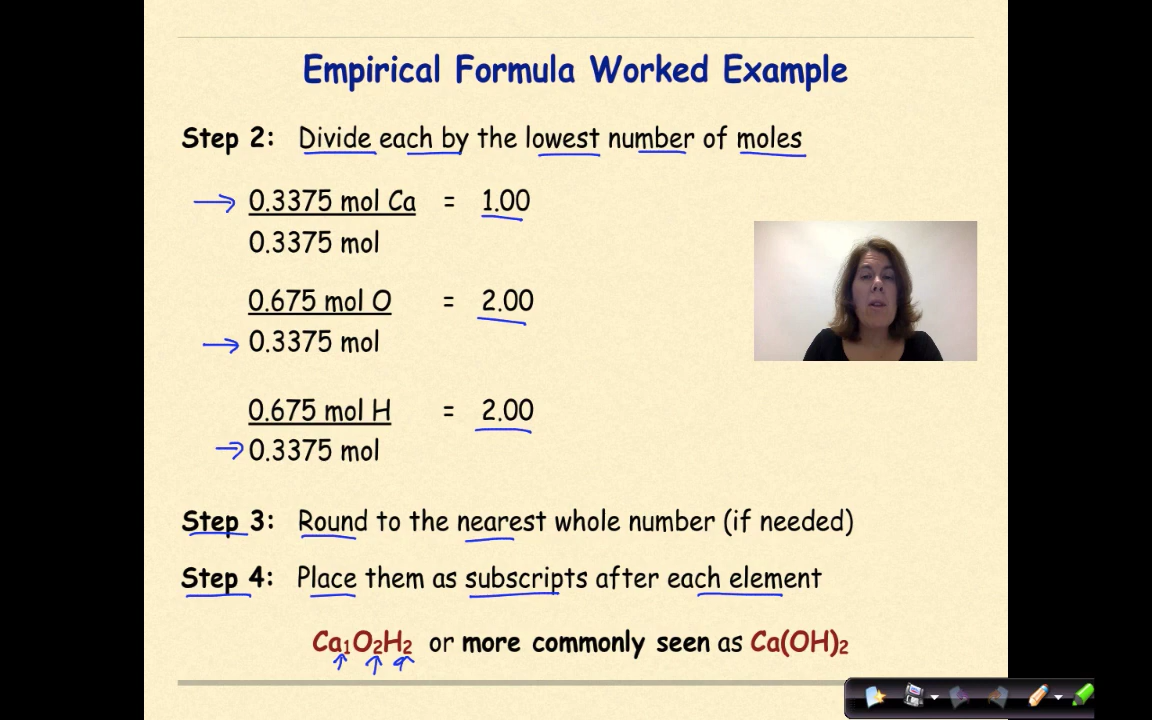 Empirical Formula Worked Example
Step 2: Divide each by the lowest number of moles
0.3375 mol Ca = 1.00
0.3375 mol
0.675 mol O = 2.00
0.3375 mol
0.675 mol H = 2.00
0.3375 mol
Step 3: Round to the nearest whole number (if needed)
Step 4: Place them as subscripts after each element
Ca₁O₂H₂ or more commonly seen as Ca(OH)₂